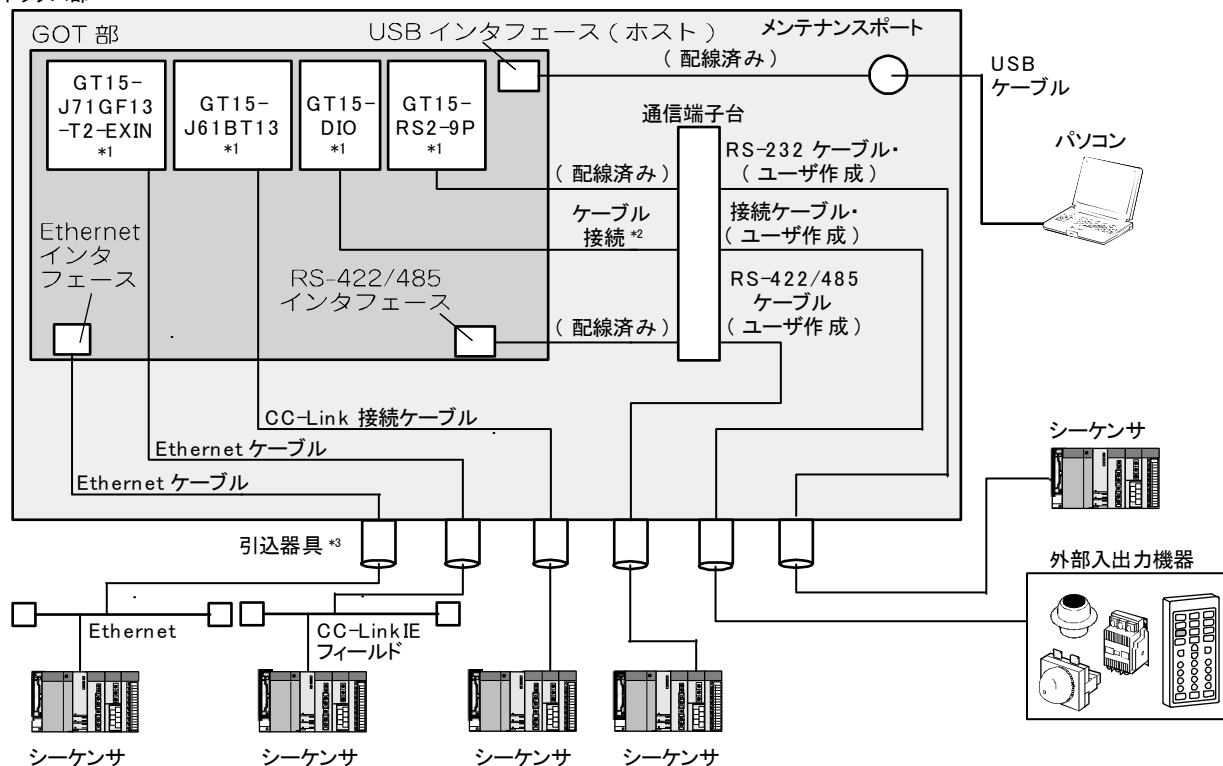 GOT 部
USB インタフェース ( ホスト )
メンテナンスポート
( 配線済み )
USB
ケーブル
GT15-
J71GF13
-T2-EXIN
*1
GT15-
J61BT13
*1
GT15-
DIO
*1
GT15-
RS2-9P
*1
通信端子台
パソコン
( 配線済み )
RS-232 ケーブル・
( ユーザ作成 )
ケーブル
接続 *2
接続ケーブル・
( ユーザ作成 )
Ethernet
インタ
フェース
RS-422/485
インタフェース
( 配線済み )
RS-422/485
ケーブル
( ユーザ作成 )
CC-Link 接続ケーブル
Ethernet ケーブル
Ethernet ケーブル
シーケンサ
引込器具 *3
外部入出力機器
Ethernet
CC-Link IE
フィールド
シーケンサ
シーケンサ
シーケンサ
シーケンサ